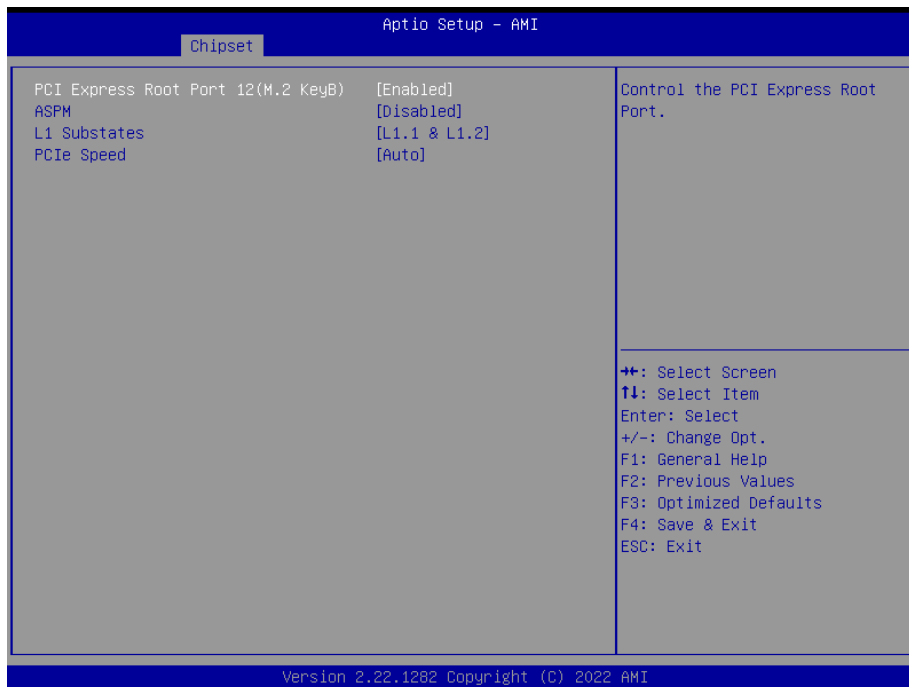 Aptio Setup – AMI
Chipset
PCI Express Root Port 12(M.2 KeyB) [Enabled]
ASPM [Disabled]
L1 Substates [L1.1 & L1.2]
PCIe Speed [Auto]
Control the PCI Express Root
Port.
→←: Select Screen
↑↓: Select Item
Enter: Select
+/-: Change Opt.
F1: General Help
F2: Previous Values
F3: Optimized Defaults
F4: Save & Exit
ESC: Exit
Version 2.22.1282 Copyright (C) 2022 AMI